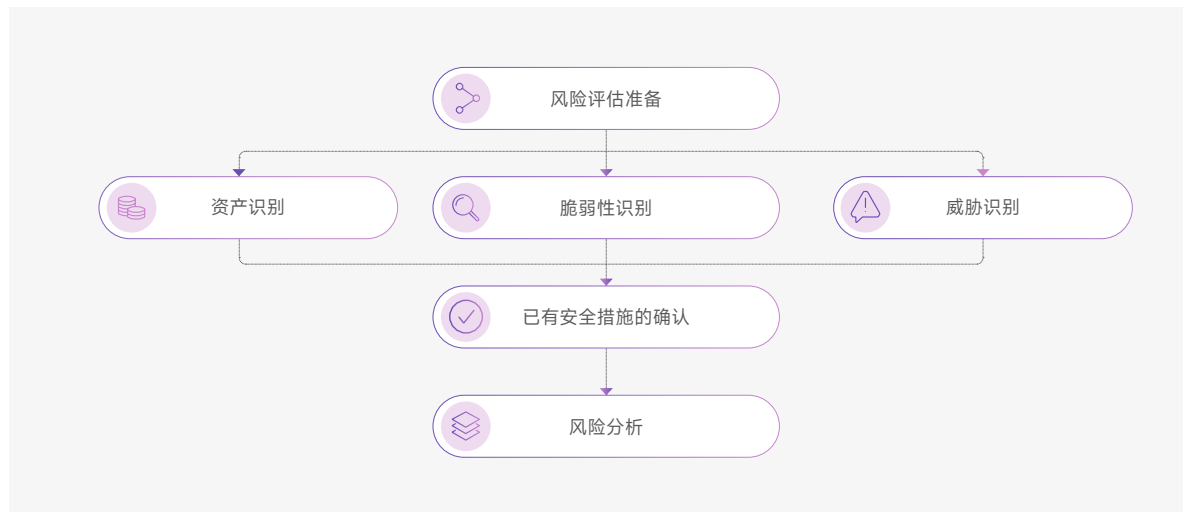 风险评估准备
资产识别
脆弱性识别
威胁识别
已有安全措施的确认
风险分析